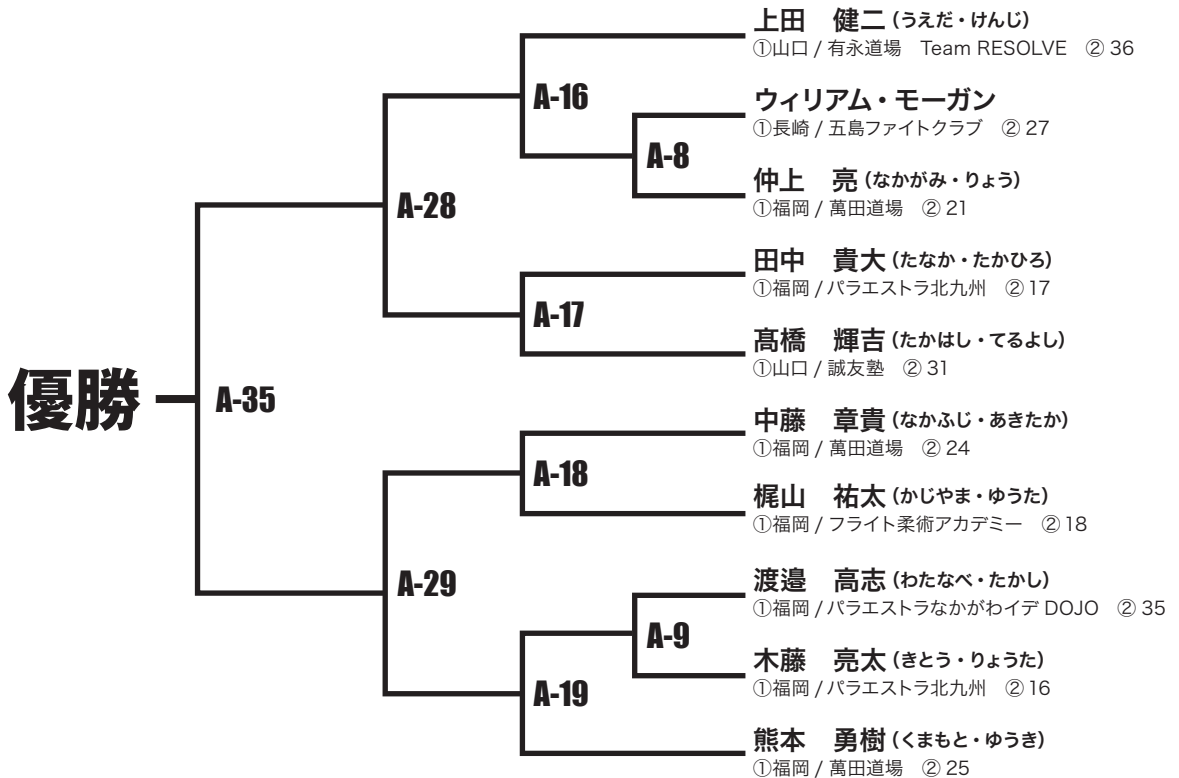 上田　健二（うえだ・けんじ）
①山口 / 有永道場　Team RESOLVE　② 36
A-16
ウィリアム・モーガン
①長崎 / 五島ファイトクラブ　② 27
A-8
仲上　亮（なかがみ・りょう）
①福岡 / 萬田道場　② 21
A-28
田中　貴大（たなか・たかひろ）
①福岡 / パラエストラ北九州　② 17
A-17
髙橋　輝吉（たかはし・てるよし）
①山口 / 誠友塾　② 31
優勝
A-35
中藤　章貴（なかふじ・あきたか）
①福岡 / 萬田道場　② 24
A-18
梶山　祐太（かじやま・ゆうた）
①福岡 / フライト柔術アカデミー　② 18
A-29
渡邉　高志（わたなべ・たかし）
①福岡 / パラエストラなかがわイデ DOJO　② 35
A-9
木藤　亮太（きとう・りょうた）
①福岡 / パラエストラ北九州　② 16
A-19
熊本　勇樹（くまもと・ゆうき）
①福岡 / 萬田道場　② 25